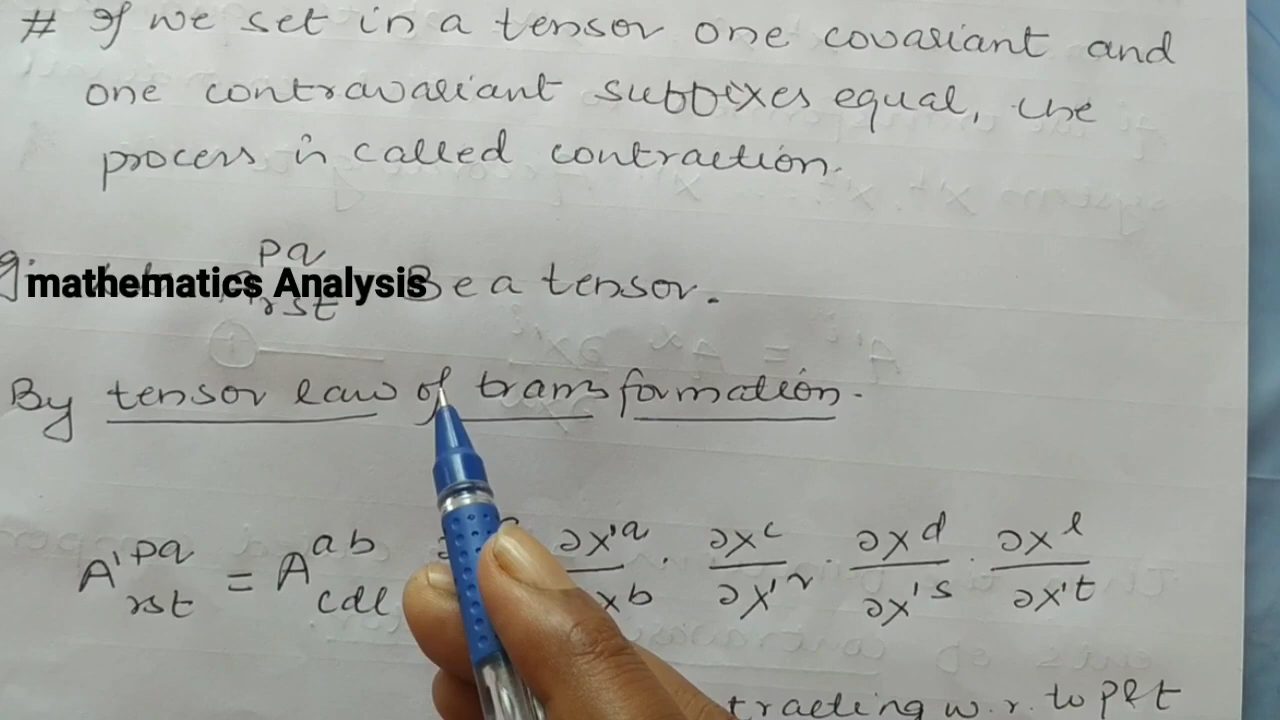 # If we set in a tensor one covariant and
one contravariant suffixes equal, the
process is called contraction.
pq
mathematics Analysis Be a tensor.
rst
By tensor law of transformation.
A'^{pq}_{rst} = A^{ab}_{cdl} ∂x'^q / ∂x^b · ∂x^c / ∂x'^r · ∂x^d / ∂x'^s · ∂x^l / ∂x'^t
tracting w.r. to p & t